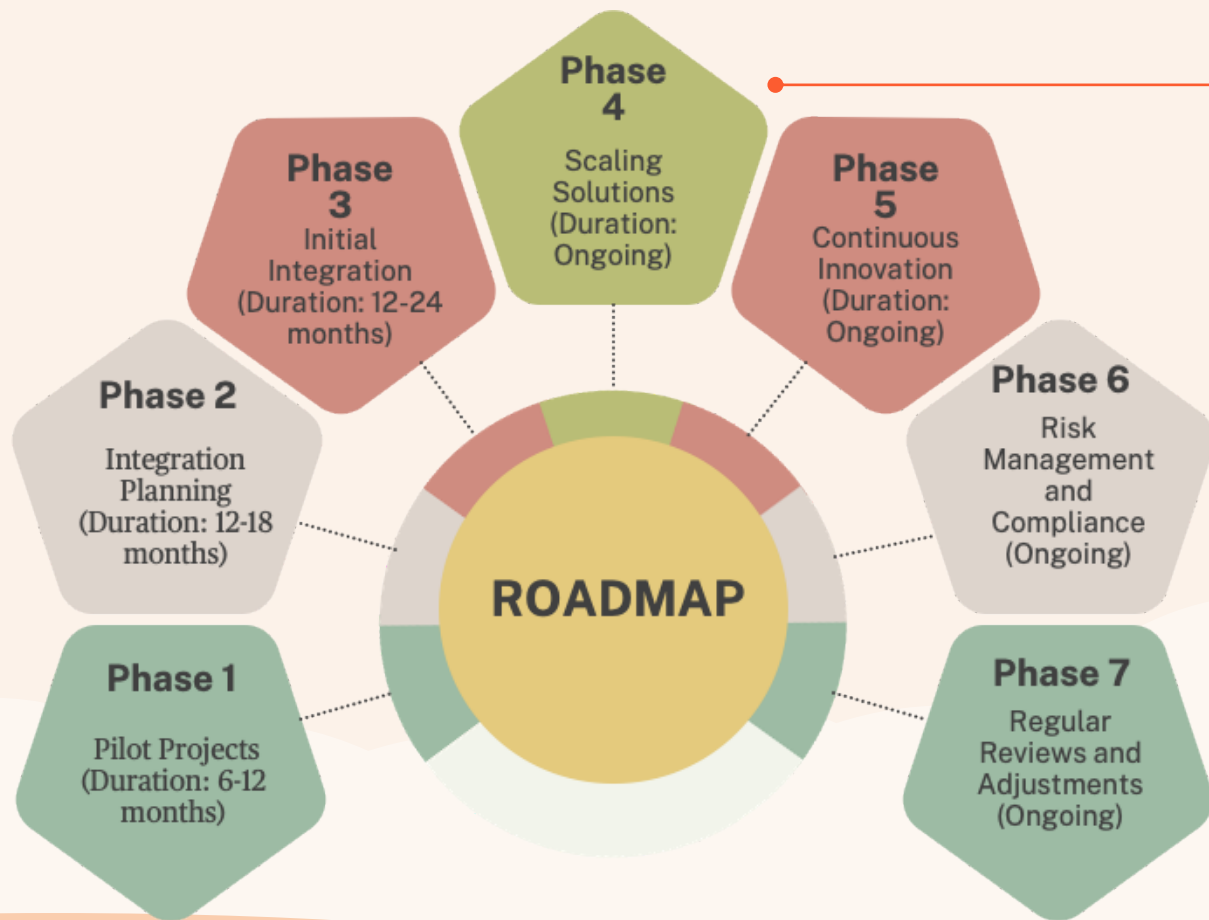 Phase 1
Pilot Projects
(Duration: 6-12
months)
Phase 2
Integration
Planning
(Duration: 12-18
months)
Phase
3
Initial
Integration
(Duration: 12-24
months)
Phase
4
Scaling
Solutions
(Duration:
Ongoing)
Phase
5
Continuous
Innovation
(Duration:
Ongoing)
Phase 6
Risk
Management
and
Compliance
(Ongoing)
Phase 7
Regular
Reviews and
Adjustments
(Ongoing)
ROADMAP